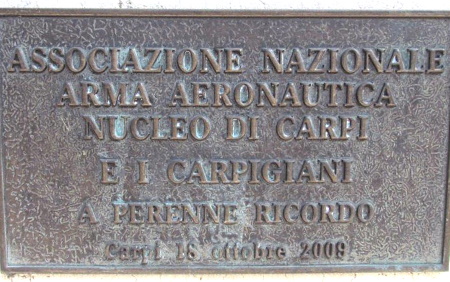 ASSOCIAZIONE NAZIONALE
ARMA AERONAUTICA
NUCLEO DI CARPI
E I CARPIGIANI
A PERENNE RICORDO
Carpi 18 ottobre 2009